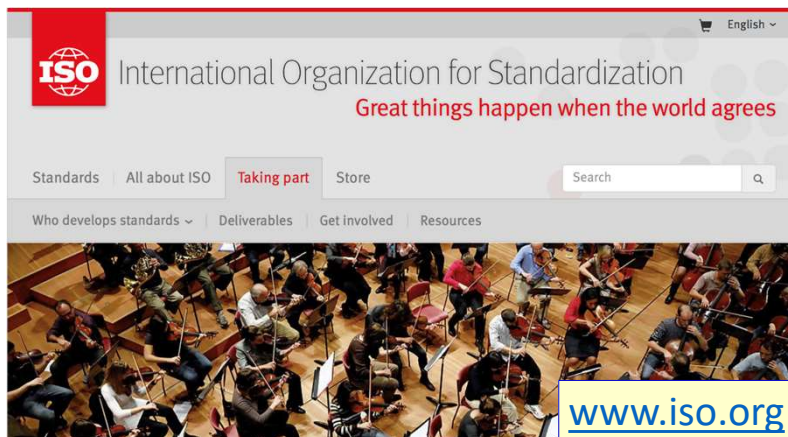 English
ISO
International Organization for Standardization
Great things happen when the world agrees
Standards All about ISO Taking part Store Search
Who develops standards Deliverables Get involved Resources
www.iso.org